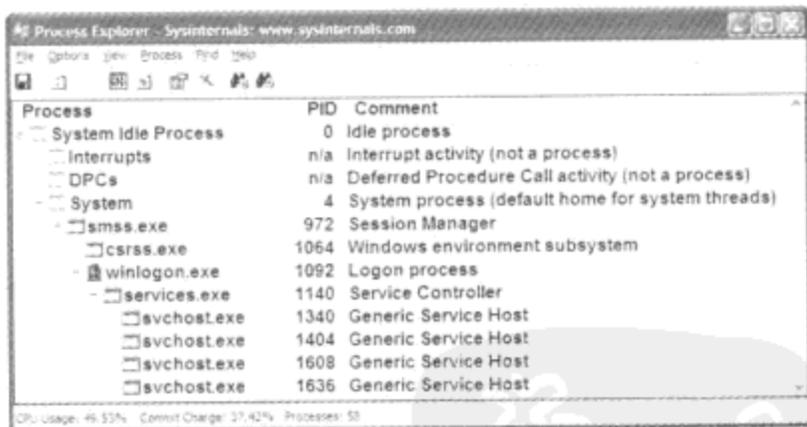 Process Explorer - Sysinternals: www.sysinternals.com
File Options View Process Find Help
Process PID Comment
System Idle Process 0 Idle process
Interrupts n/a Interrupt activity (not a process)
DPCs n/a Deferred Procedure Call activity (not a process)
System 4 System process (default home for system threads)
smss.exe 972 Session Manager
csrss.exe 1064 Windows environment subsystem
winlogon.exe 1092 Logon process
services.exe 1140 Service Controller
svchost.exe 1340 Generic Service Host
svchost.exe 1404 Generic Service Host
svchost.exe 1608 Generic Service Host
svchost.exe 1636 Generic Service Host
CPU Usage: 49.53% Commit Charge: 37.42% Processes: 58